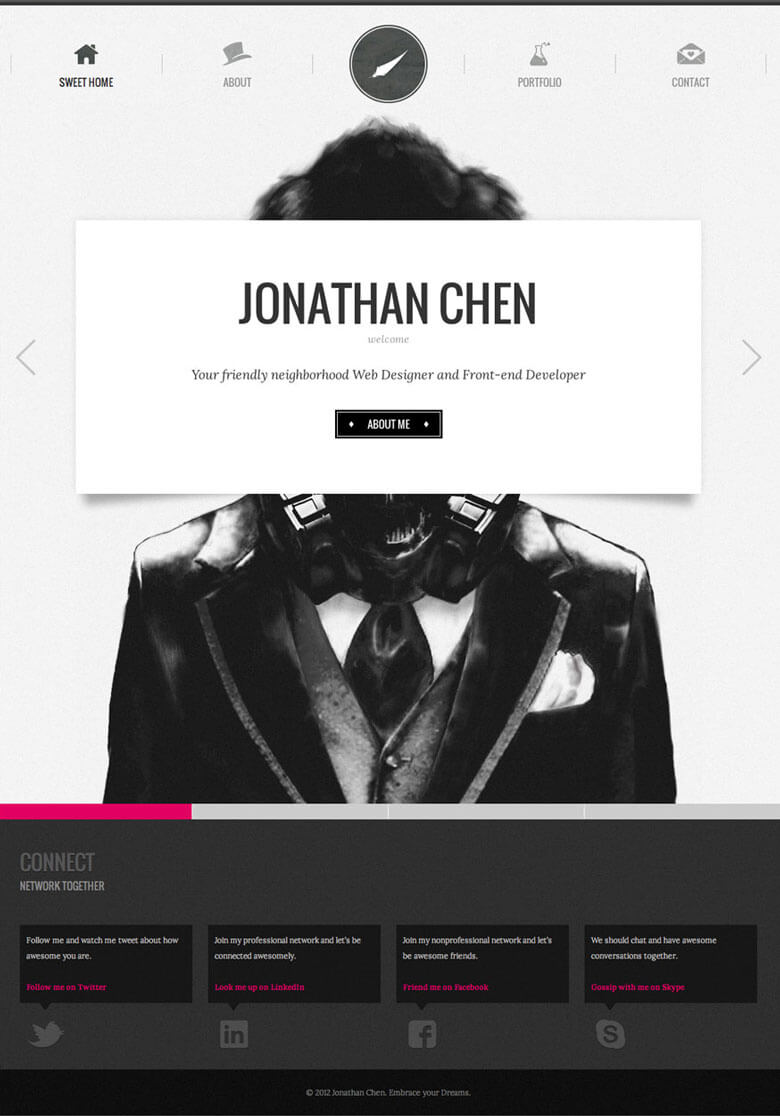 SWEET HOME
ABOUT
PORTFOLIO
CONTACT
JONATHAN CHEN
welcome
Your friendly neighborhood Web Designer and Front-end Developer
ABOUT ME
CONNECT
NETWORK TOGETHER
Follow me and watch me tweet about how
awesome you are.
Follow me on Twitter
Join my professional network and let's be
connected awesomely.
Look me up on LinkedIn
Join my nonprofessional network and let's
be awesome friends.
Friend me on Facebook
We should chat and have awesome
conversations together.
Gossip with me on Skype
in
f
S
© 2012 Jonathan Chen. Embrace your Dreams.